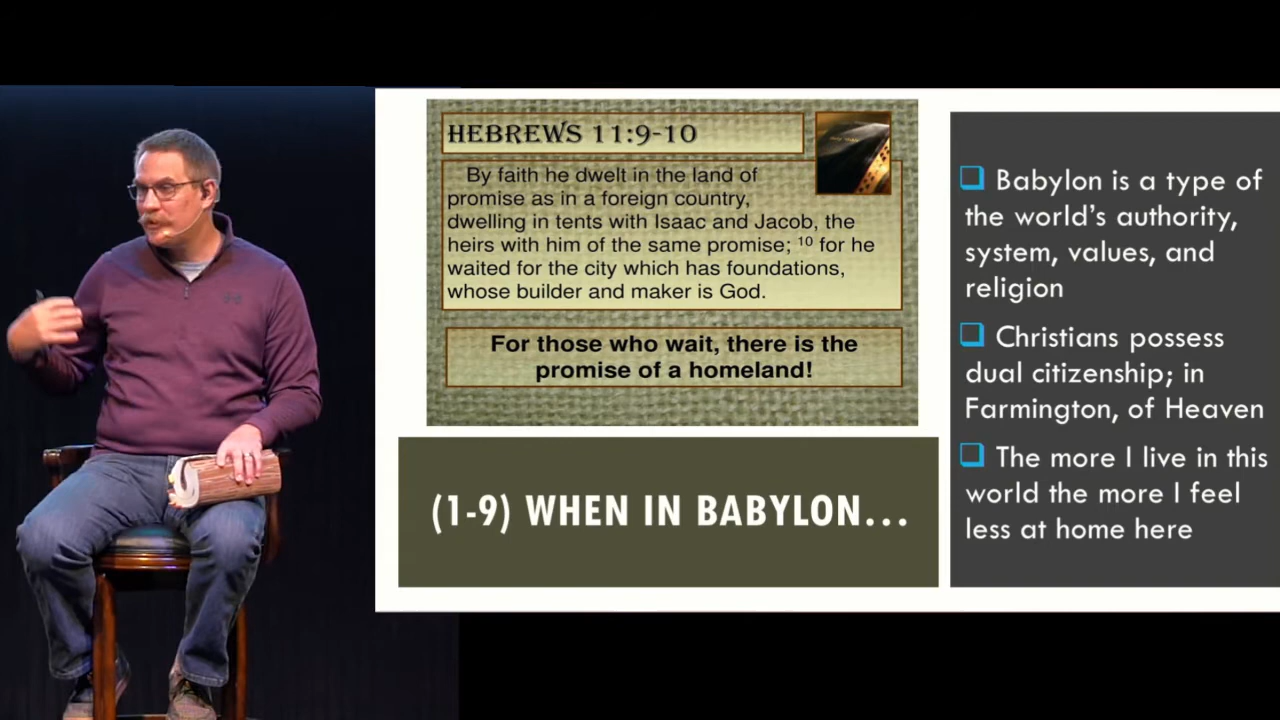 HEBREWS 11:9-10
By faith he dwelt in the land of
promise as in a foreign country,
dwelling in tents with Isaac and Jacob, the
heirs with him of the same promise; ¹⁰ for he
waited for the city which has foundations,
whose builder and maker is God.
For those who wait, there is the
promise of a homeland!
(1-9) WHEN IN BABYLON...
❑ Babylon is a type of
the world's authority,
system, values, and
religion
❑ Christians possess
dual citizenship; in
Farmington, of Heaven
❑ The more I live in this
world the more I feel
less at home here